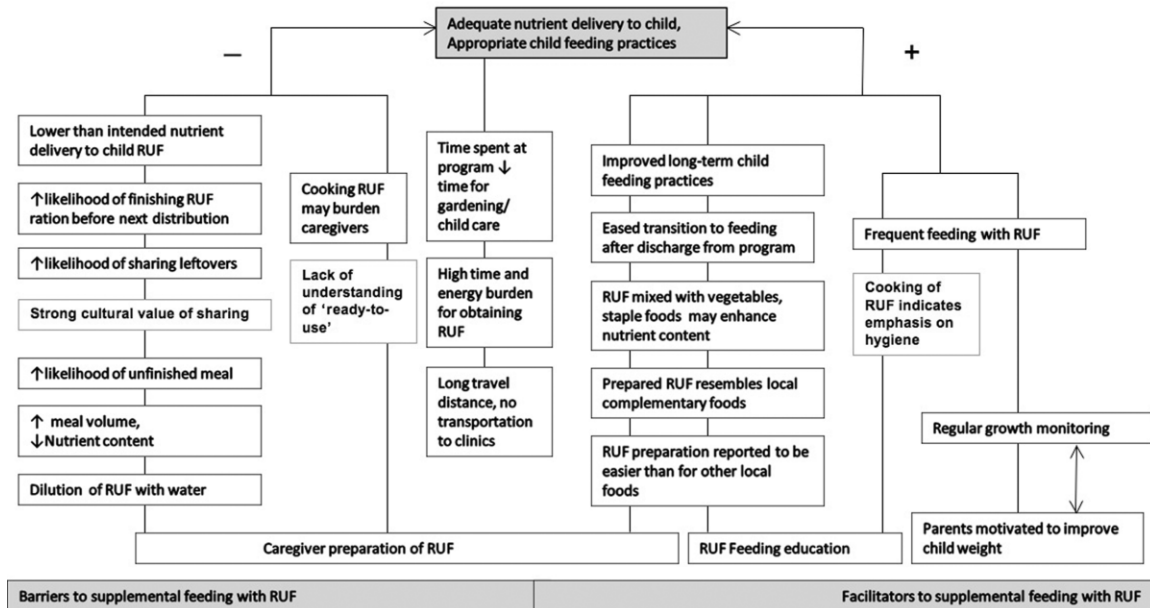 Adequate nutrient delivery to child,
Appropriate child feeding practices
–
+
Lower than intended nutrient
delivery to child RUF
↑likelihood of finishing RUF
ration before next distribution
↑likelihood of sharing leftovers
Strong cultural value of sharing
↑likelihood of unfinished meal
↑ meal volume,
↓Nutrient content
Dilution of RUF with water
Cooking RUF
may burden
caregivers
Lack of
understanding
of ‘ready-to-
use’
Time spent at
program ↓
time for
gardening/
child care
High time and
energy burden
for obtaining
RUF
Long travel
distance, no
transportation
to clinics
Improved long-term child
feeding practices
Eased transition to feeding
after discharge from program
RUF mixed with vegetables,
staple foods may enhance
nutrient content
Prepared RUF resembles local
complementary foods
RUF preparation reported to be
easier than for other local
foods
Frequent feeding with RUF
Cooking of
RUF indicates
emphasis on
hygiene
Regular growth monitoring
Parents motivated to improve
child weight
Caregiver preparation of RUF
RUF Feeding education
Barriers to supplemental feeding with RUF
Facilitators to supplemental feeding with RUF